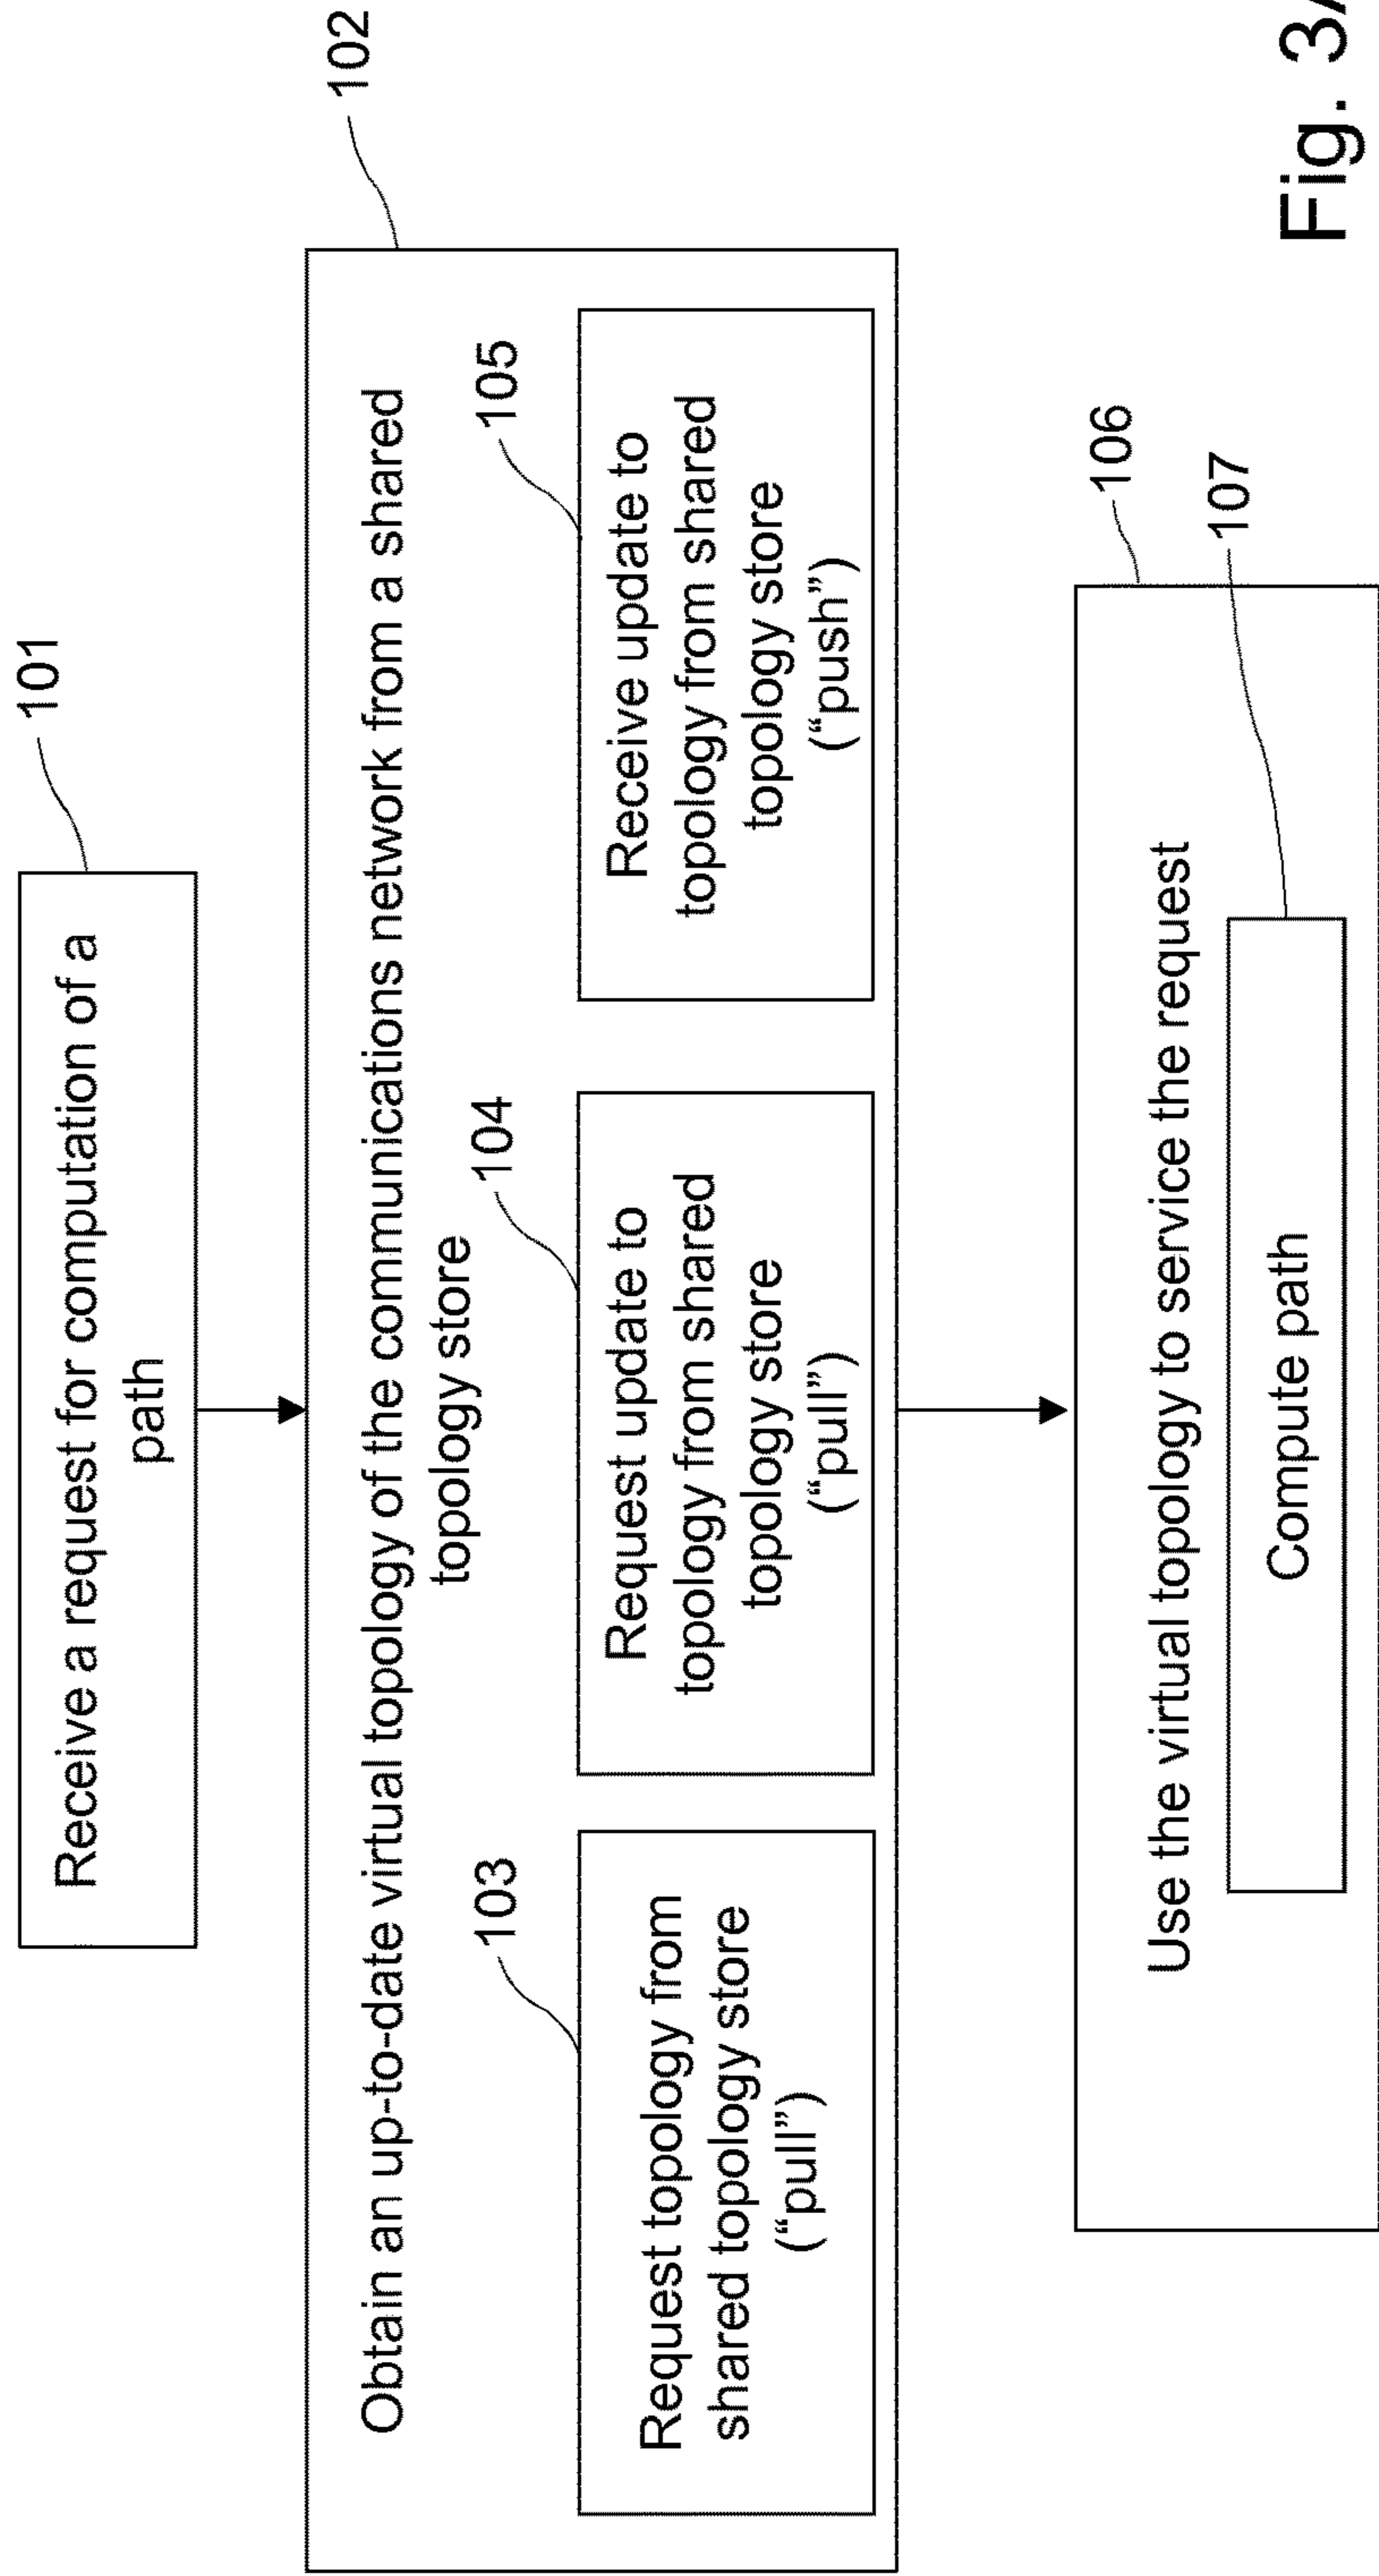 101
Receive a request for computation of a
path
102
Obtain an up-to-date virtual topology of the communications network from a shared
topology store
103
Request topology from
shared topology store
(“pull”)
104
Request update to
topology from shared
topology store
(“pull”)
105
Receive update to
topology from shared
topology store
(“push”)
106
Use the virtual topology to service the request
107
Compute path
Fig. 3A